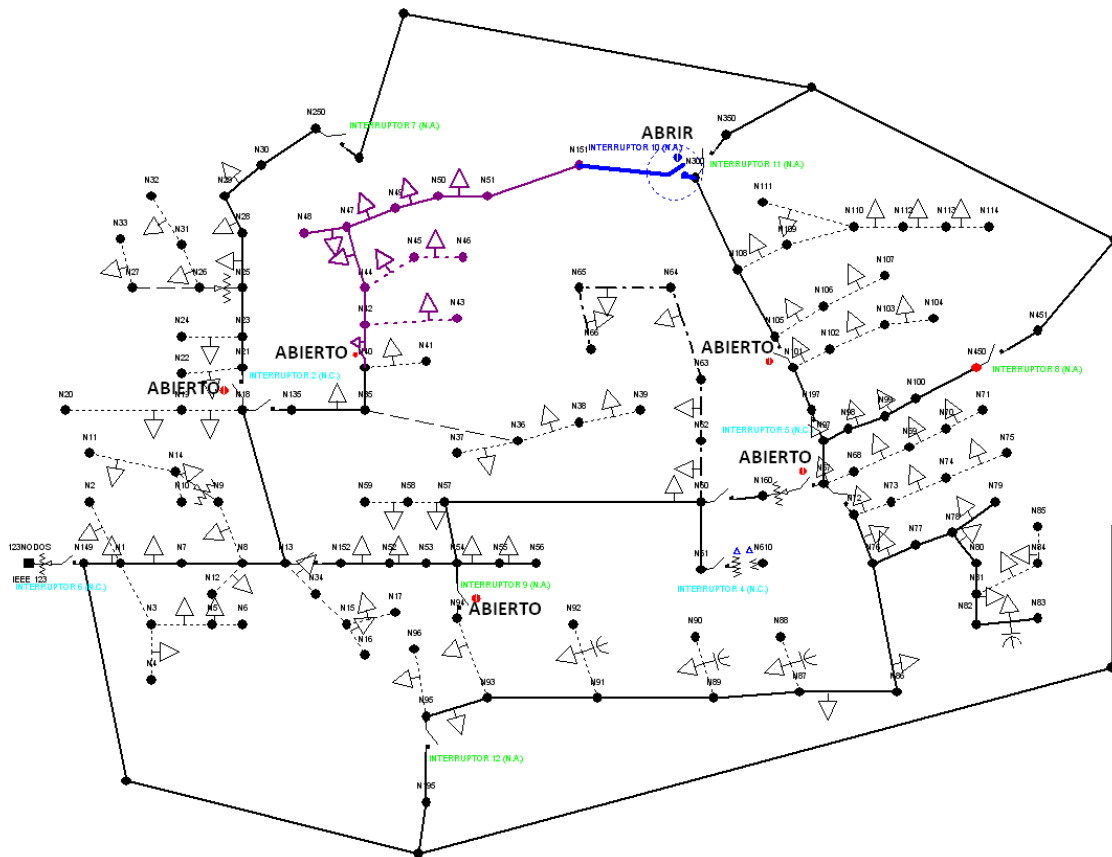 N250
INTERRUPTOR 7 (N.A.)
ABRIR
N350
N30
N151
INTERRUPTOR 10 (N.A.)
N300
INTERRUPTOR 11 (N.A.)
N32
N29
N50
N51
N49
N111
N33
N28
N48
N47
N110
N112
N113
N114
N31
N109
N45
N46
N108
N27
N26
N25
N44
N65
N64
N107
N106
N24
N23
N42
N43
N105
N103
N104
N451
N66
N102
ABIERTO
ABIERTO
N22
N21
N40
N41
N101
N450
INTERRUPTOR 2 (N.C.)
N63
INTERRUPTOR 8 (N.A.)
ABIERTO
N20
N19
N18
N135
N35
N39
N197
N100
N38
N99
N70
N71
N98
INTERRUPTOR 5 (N.C.)
N97
N11
N37
N36
N62
N69
N75
ABIERTO
N14
N68
N74
N67
N2
N10
N9
N59
N58
N57
N60
N160
N73
N79
N72
N85
N78
N77
123NODOS
N149
N1
N7
N8
N13
N152
N52
N53
N54
N55
N56
N61
N610
N76
N80
N84
IEEE 123
INTERRUPTOR 6 (N.C.)
INTERRUPTOR 9 (N.A.)
INTERRUPTOR 4 (N.C.)
N12
N34
N81
ABIERTO
N3
N5
N6
N15
N17
N94
N92
N82
N83
N16
N96
N90
N88
N4
N93
N91
N89
N87
N86
N95
INTERRUPTOR 12 (N.A.)
N195